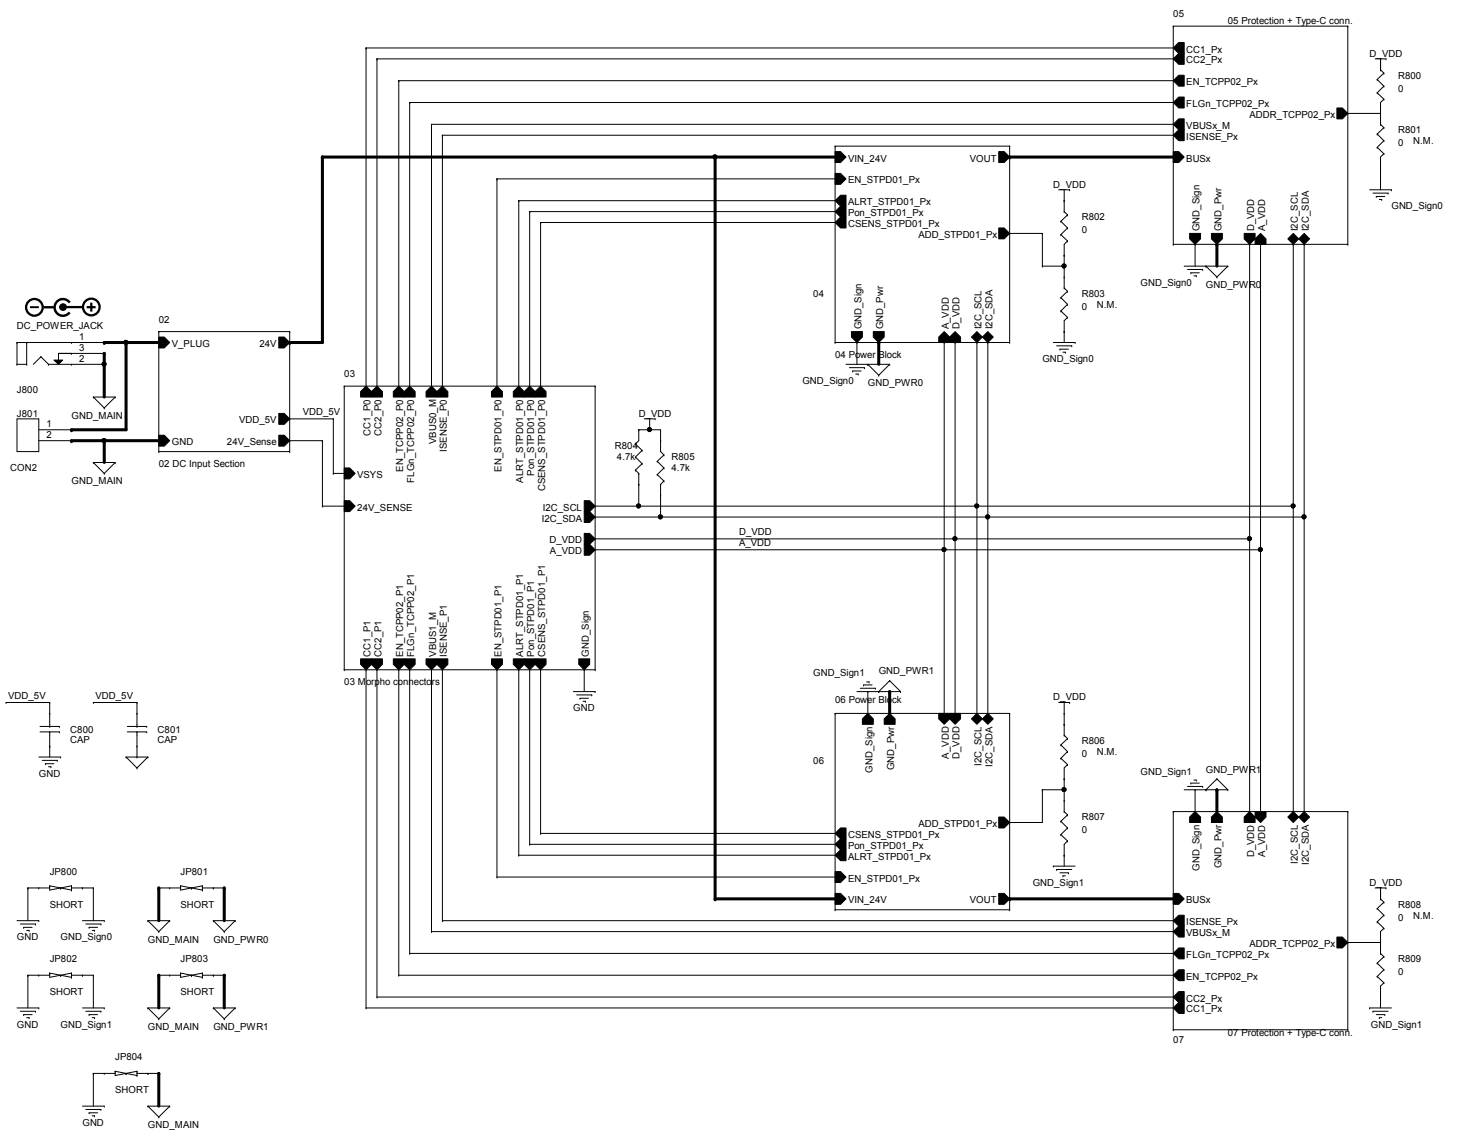 05
05 Protection + Type-C conn.
CC1_Px
CC2_Px
EN_TCPP02_Px
FLGn_TCPP02_Px
ADDR_TCPP02_Px
VBUSx_M
ISENSE_Px
BUSx
GND_Sign
GND_Pwr
D_VDD
A_VDD
I2C_SCL
I2C_SDA
D_VDD
R800
0
R801
0 N.M.
GND_Sign0
GND_Sign0
GND_PWR0
VIN_24V
VOUT
EN_STPD01_Px
ALRT_STPD01_Px
Pon_STPD01_Px
CSENS_STPD01_Px
ADD_STPD01_Px
04
GND_Sign
GND_Pwr
A_VDD
D_VDD
I2C_SCL
I2C_SDA
04 Power Block
GND_Sign0
GND_PWR0
D_VDD
R802
0
R803
0 N.M.
GND_Sign0
DC_POWER_JACK
1
3
2
J800
GND_MAIN
J801
1
2
CON2
GND_MAIN
02
V_PLUG
24V
VDD_5V
GND
24V_Sense
02 DC Input Section
VDD_5V
03
CC1_P0
CC2_P0
EN_TCPP02_P0
FLGn_TCPP02_P0
VBUS0_M
ISENSE_P0
EN_STPD01_P0
ALRT_STPD01_P0
Pon_STPD01_P0
CSENS_STPD01_P0
VSYS
24V_SENSE
I2C_SCL
I2C_SDA
D_VDD
A_VDD
CC1_P1
CC2_P1
EN_TCPP02_P1
FLGn_TCPP02_P1
VBUS1_M
ISENSE_P1
EN_STPD01_P1
ALRT_STPD01_P1
Pon_STPD01_P1
CSENS_STPD01_P1
GND_Sign
03 Morpho connectors
GND
D_VDD
R804
4.7k
R805
4.7k
D_VDD
A_VDD
VDD_5V
C800
CAP
GND
VDD_5V
C801
CAP
GND_Sign1
GND_PWR1
06 Power Block
GND_Sign
GND_Pwr
A_VDD
D_VDD
I2C_SCL
I2C_SDA
06
ADD_STPD01_Px
CSENS_STPD01_Px
Pon_STPD01_Px
ALRT_STPD01_Px
EN_STPD01_Px
VIN_24V
VOUT
D_VDD
R806
0 N.M.
R807
0
GND_Sign1
GND_Sign1
GND_PWR1
GND_Sign
GND_Pwr
D_VDD
A_VDD
I2C_SCL
I2C_SDA
BUSx
ISENSE_Px
VBUSx_M
ADDR_TCPP02_Px
FLGn_TCPP02_Px
EN_TCPP02_Px
CC2_Px
CC1_Px
07 Protection + Type-C conn.
07
D_VDD
R808
0 N.M.
R809
0
GND_Sign1
JP800
SHORT
GND
GND_Sign0
JP801
SHORT
GND_MAIN
GND_PWR0
JP802
SHORT
GND
GND_Sign1
JP803
SHORT
GND_MAIN
GND_PWR1
JP804
SHORT
GND
GND_MAIN